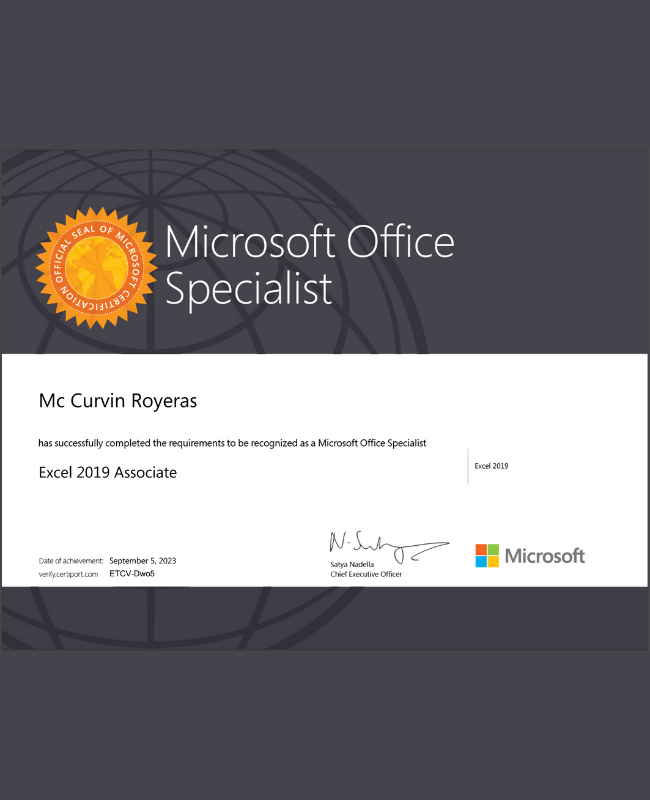 OFFICIAL SEAL OF MICROSOFT CERTIFICATION
Microsoft Office
Specialist
Mc Curvin Royeras
has successfully completed the requirements to be recognized as a Microsoft Office Specialist
Excel 2019 Associate
Excel 2019
Date of achievement: September 5, 2023
verify.certiport.com ETCV-Dwo5
Satya Nadella
Chief Executive Officer
Microsoft